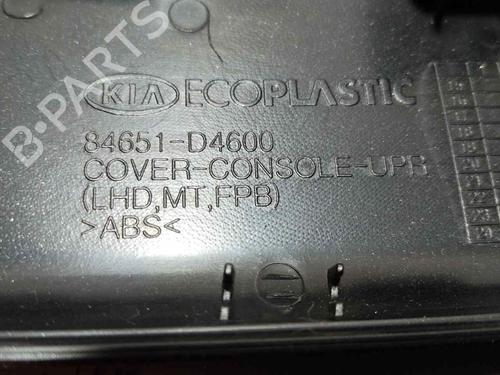 B-PARTS
KIA ECOPLASTIC
84651-D4600
COVER-CONSOLE-UPR
(LHD,MT,FPB)
>ABS<